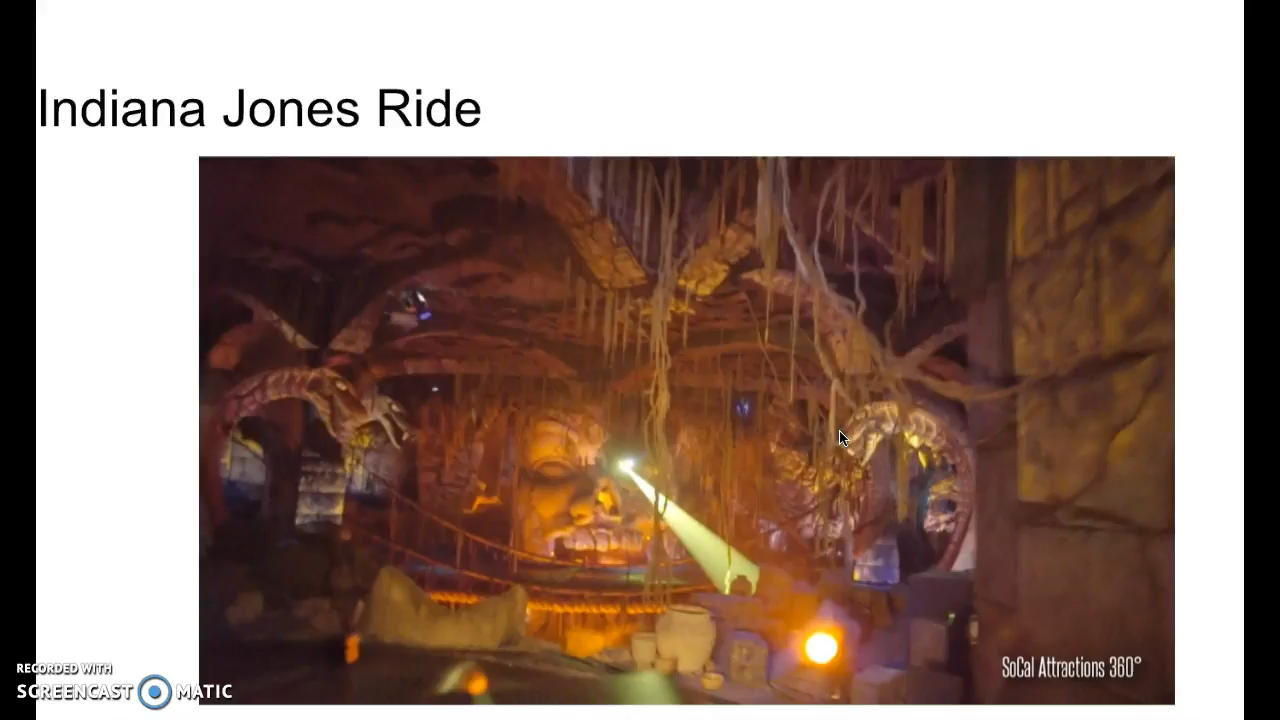 Indiana Jones Ride
SoCal Attractions 360°
RECORDED WITH
SCREENCAST MATIC